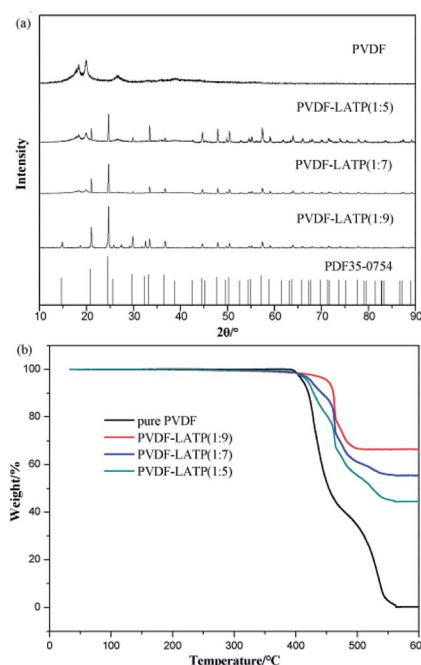 (a)
PVDF
PVDF-LATP(1:5)
PVDF-LATP(1:7)
PVDF-LATP(1:9)
PDF35-0754
Intensity
10 20 30 40 50 60 70 80 90
2θ/°
(b)
100
80
60
40
20
0
pure PVDF
PVDF-LATP(1:9)
PVDF-LATP(1:7)
PVDF-LATP(1:5)
Weight/%
0 100 200 300 400 500 600
Temperature/°C